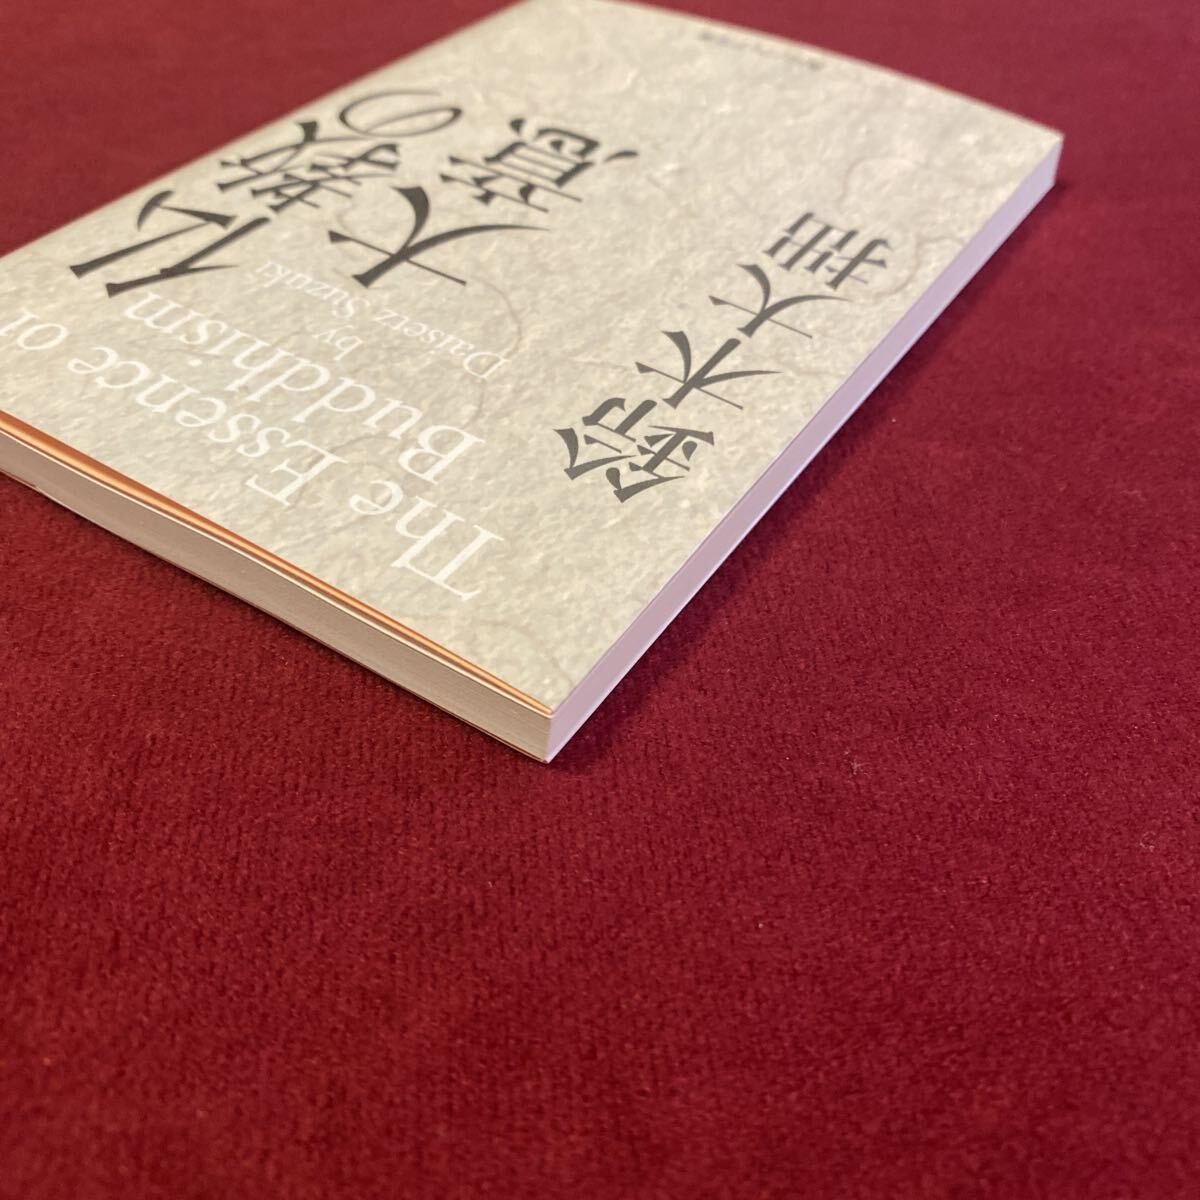 仏教の
大意
鈴木大拙
The Essence of
Buddhism
by
Daisetz Suzuki